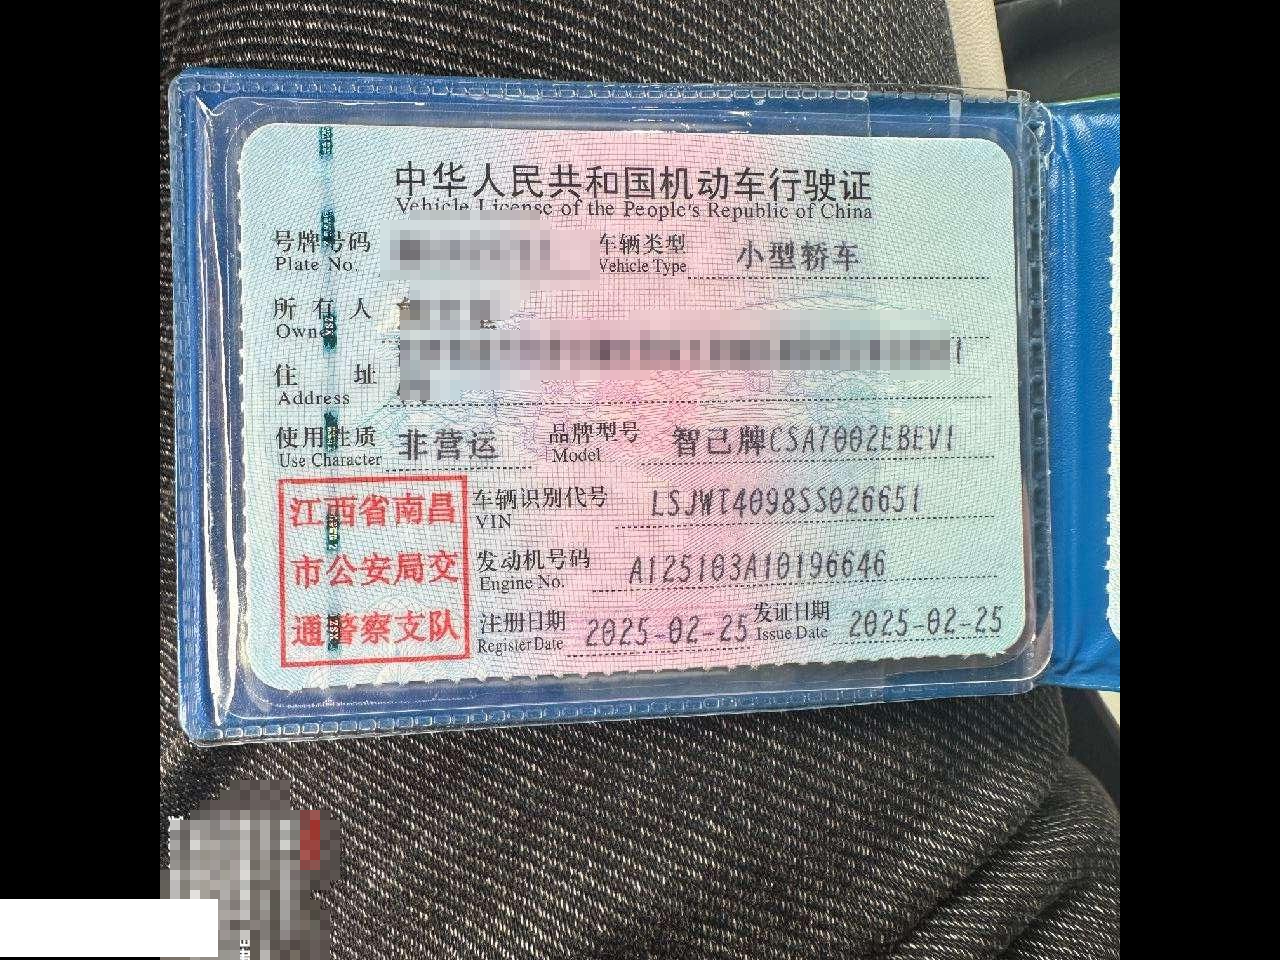 中华人民共和国机动车行驶证
Vehicle License of the People's Republic of China
号牌号码 车辆类型 小型轿车
Plate No. Vehicle Type
所有人
Owner
住址
Address
使用性质 非营运 品牌型号 智己牌CSA7002EBEV1
Use Character Model
江西省南昌
市公安局交
通警察支队
车辆识别代号 LSJWT4098SS026651
VIN
发动机号码 A125103A10196646
Engine No.
注册日期 2025-02-25 发证日期 2025-02-25
Register Date Issue Date